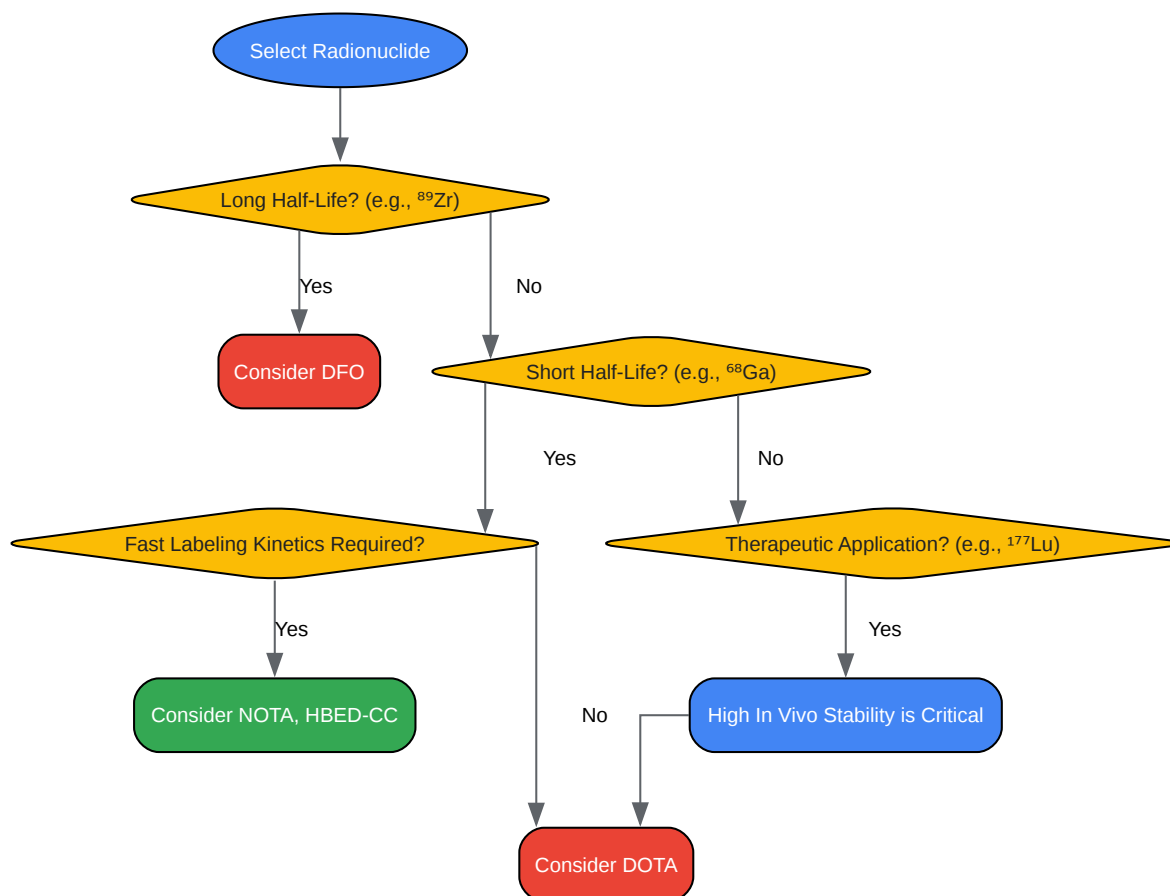 Select Radionuclide
Long Half-Life? (e.g., ⁸⁹Zr)
Yes
No
Consider DFO
Short Half-Life? (e.g., ⁶⁸Ga)
Yes
No
Fast Labeling Kinetics Required?
Therapeutic Application? (e.g., ¹⁷⁷Lu)
Yes
Yes
Consider NOTA, HBED-CC
No
High In Vivo Stability is Critical
Consider DOTA